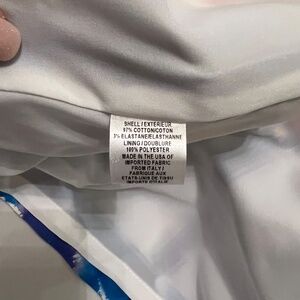 SHELL / EXTERIEUR
97% COTTON/COTON
3% ELASTANE/ELASTHANNE
LINING / DOUBLURE
100% POLYESTER
MADE IN THE USA OF
IMPORTED FABRIC
FROM ITALY /
FABRIQUE AUX
ETATS-UNIS DE TISSU
IMPORTE D'ITALIE